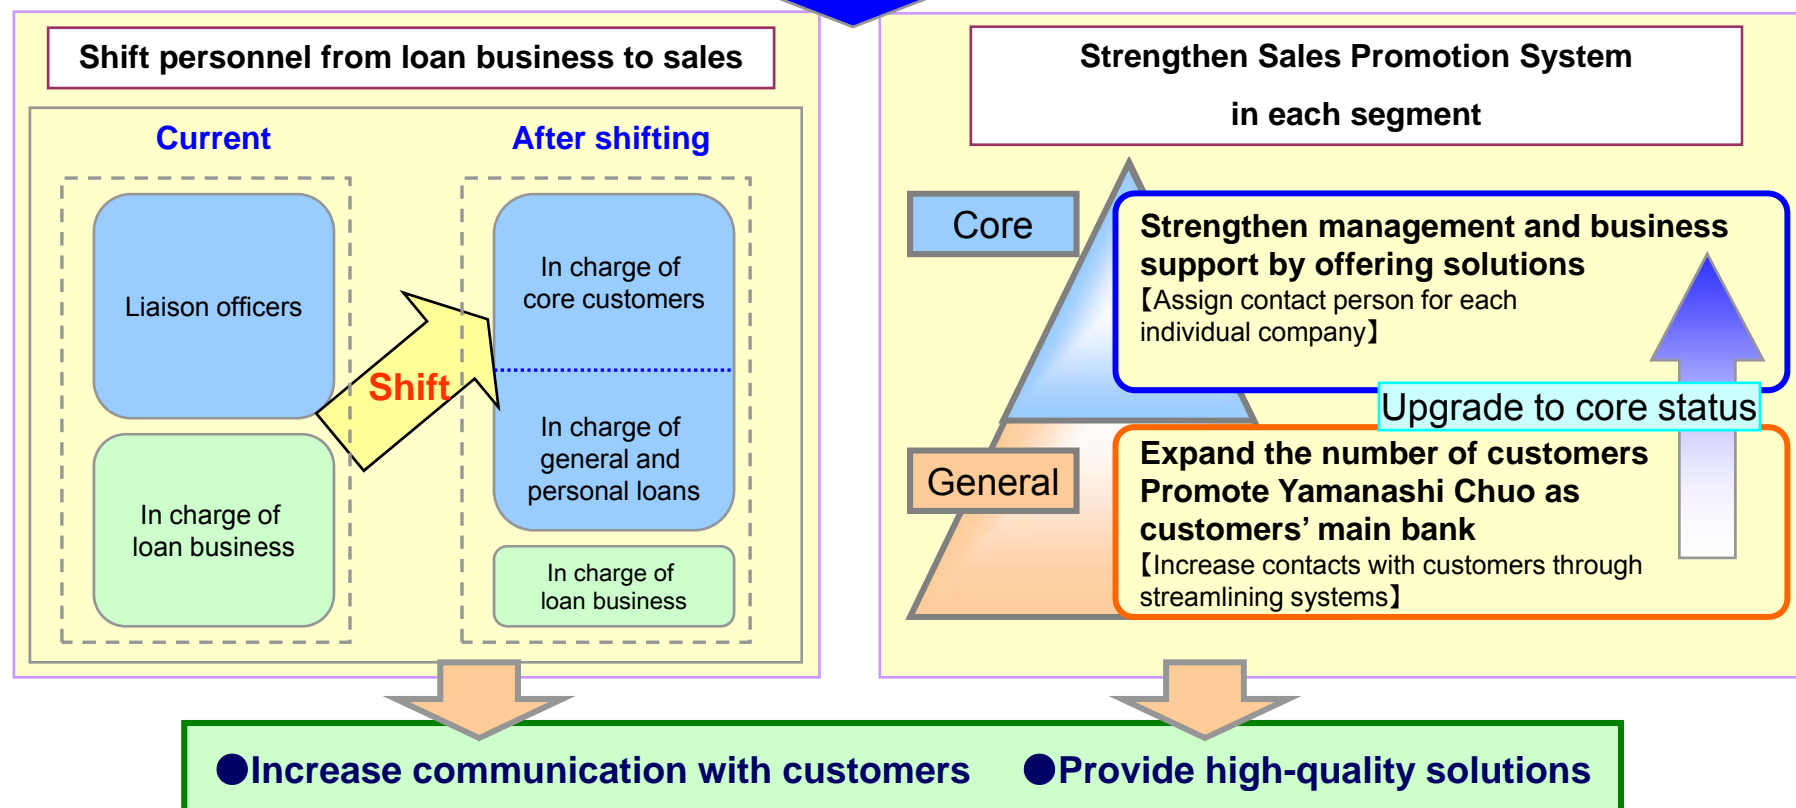 Shift personnel from loan business to sales
Current
After shifting
Liaison officers
In charge of
loan business
Shift
In charge of
core customers
In charge of
general and
personal loans
In charge of
loan business
Strengthen Sales Promotion System
in each segment
Core
Strengthen management and business
support by offering solutions
【Assign contact person for each
individual company】
Upgrade to core status
General
Expand the number of customers
Promote Yamanashi Chuo as
customers’ main bank
【Increase contacts with customers through
streamlining systems】
●Increase communication with customers
●Provide high-quality solutions